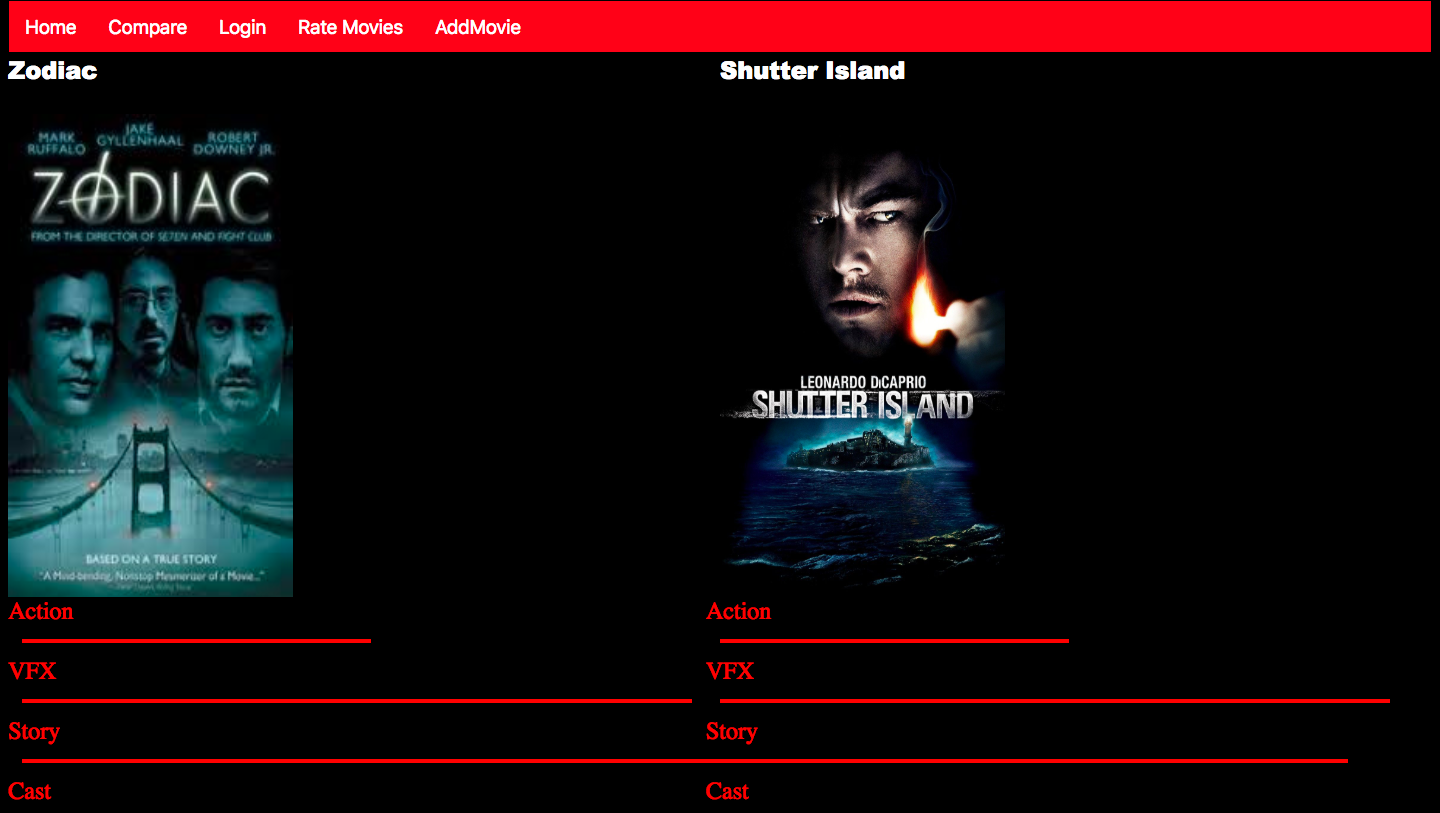 Home Compare Login Rate Movies AddMovie
Zodiac
MARK RUFFALO
JAKE GYLLENHAAL
ROBERT DOWNEY JR.
ZODIAC
FROM THE DIRECTOR OF SE7EN AND FIGHT CLUB
BASED ON A TRUE STORY
"A Mind-bending, Nonstop Mesmerizer of a Movie..."
Shutter Island
LEONARDO DiCAPRIO
SHUTTER ISLAND
Action Action
VFX VFX
Story Story
Cast Cast